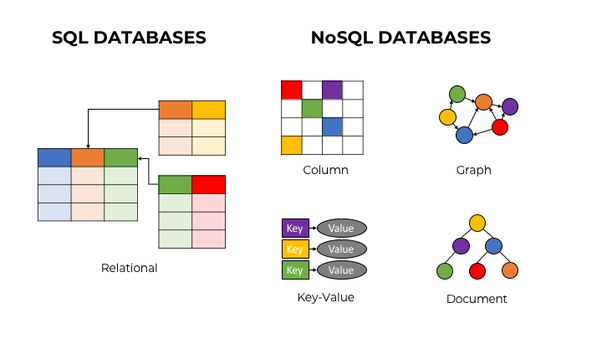 SQL DATABASES
NoSQL DATABASES
Column
Graph
Relational
Key Value
Key Value
Key Value
Key-Value
Document